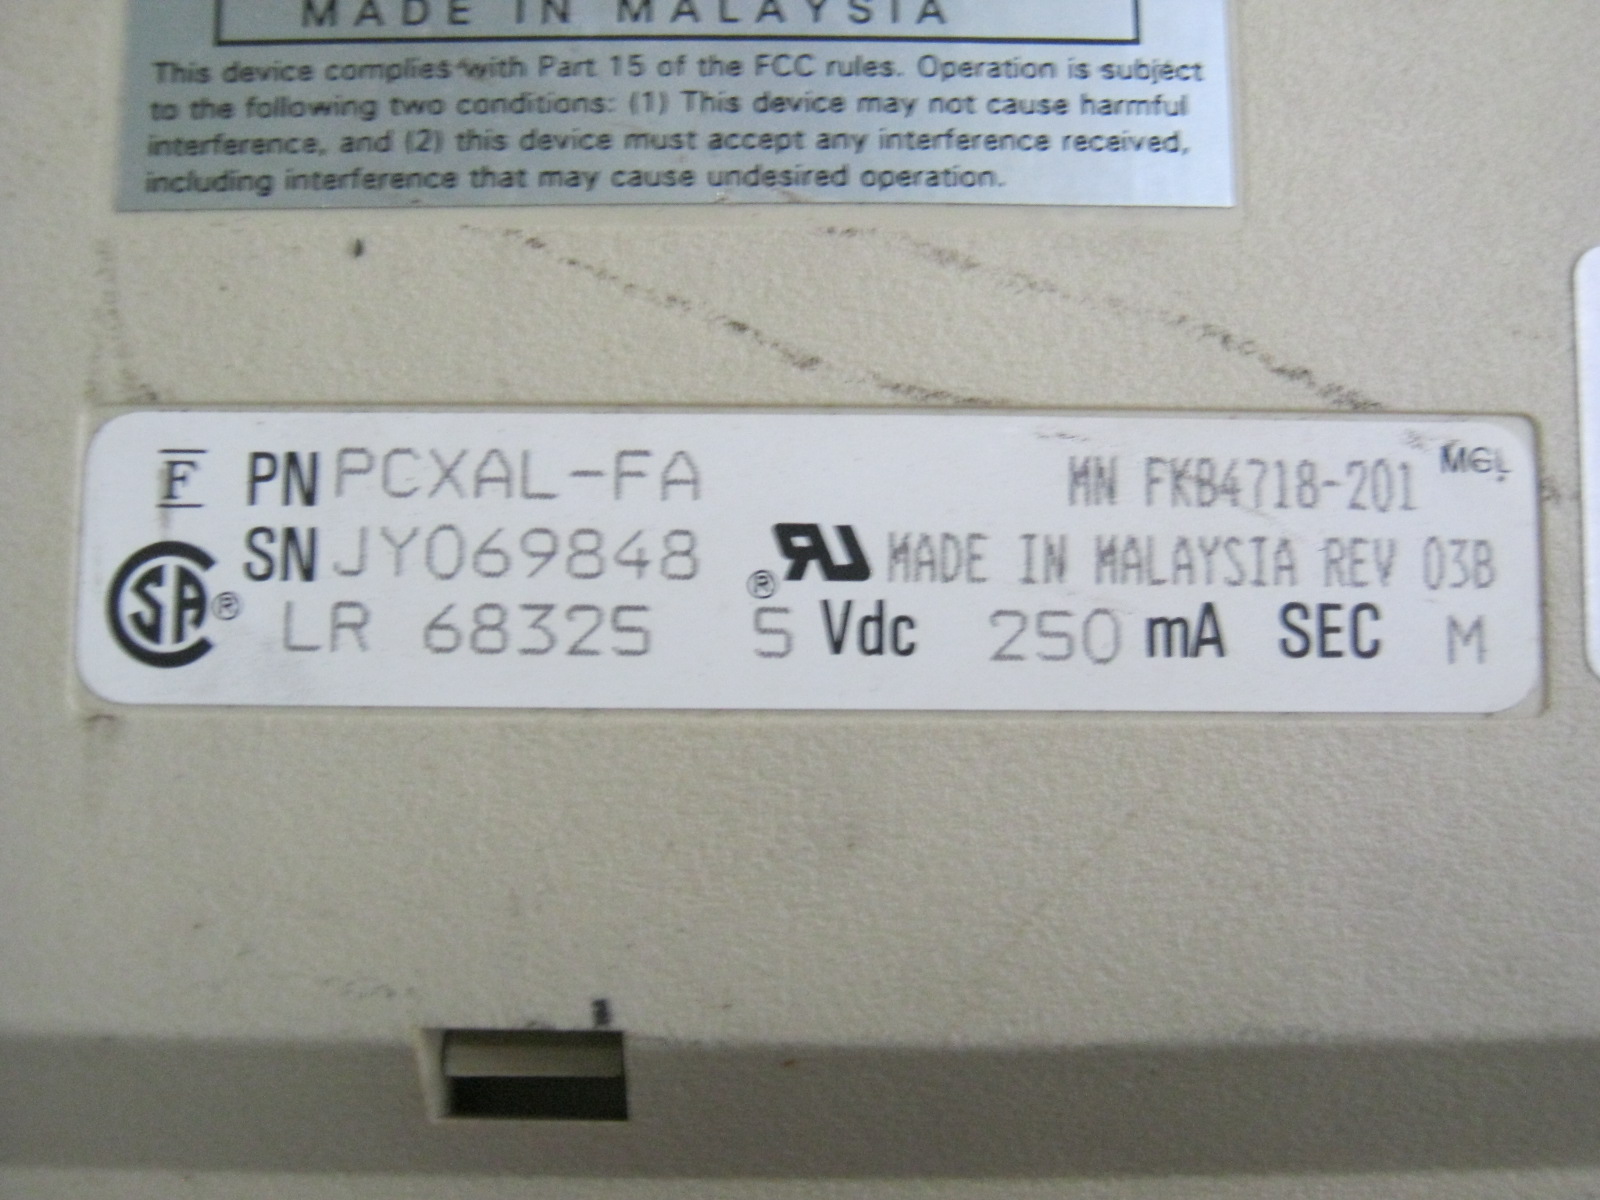 MADE IN MALAYSIA
This device complies with Part 15 of the FCC rules. Operation is subject
to the following two conditions: (1) This device may not cause harmful
interference, and (2) this device must accept any interference received,
including interference that may cause undesired operation.
F PN PCXAL-FA MN FKB4718-201
SN JY069848 ® MADE IN MALAYSIA REV 03B
SA ® LR 68325 5 Vdc 250 mA SEC M